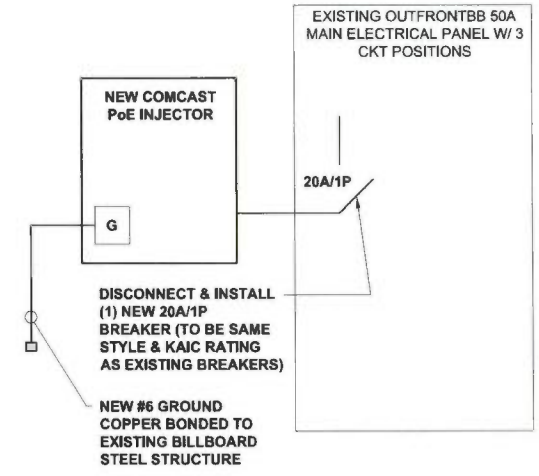 EXISTING OUTFRONTBB 50A
MAIN ELECTRICAL PANEL W/ 3
CKT POSITIONS
NEW COMCAST
PoE INJECTOR
20A/1P
G
DISCONNECT & INSTALL
(1) NEW 20A/1P
BREAKER (TO BE SAME
STYLE & KAIC RATING
AS EXISTING BREAKERS)
NEW #6 GROUND
COPPER BONDED TO
EXISTING BILLBOARD
STEEL STRUCTURE